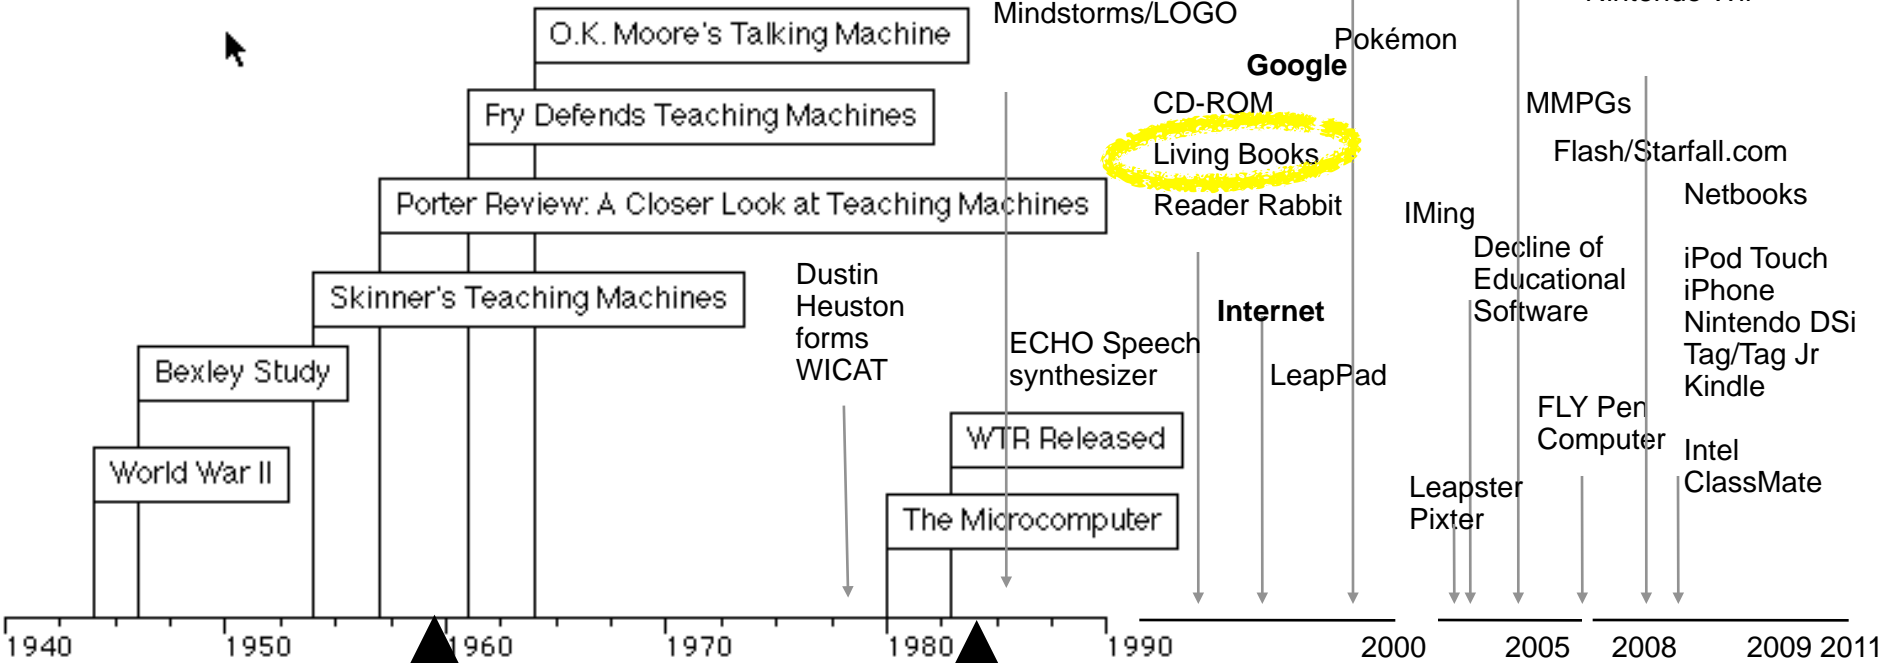 O.K. Moore's Talking Machine
Fry Defends Teaching Machines
Porter Review: A Closer Look at Teaching Machines
Skinner's Teaching Machines
Bexley Study
World War II
Dustin
Heuston
forms
WICAT
Mindstorms/LOGO
ECHO Speech
synthesizer
WTR Released
The Microcomputer
Pokémon
Google
CD-ROM
Living Books
Reader Rabbit
Internet
LeapPad
IMing
Decline of
Educational
Software
Leapster
Pixter
MMPGs
Flash/Starfall.com
FLY Pen
Computer
Netbooks
iPod Touch
iPhone
Nintendo DSi
Tag/Tag Jr
Kindle
Intel
ClassMate
1940 1950 1960 1970 1980 1990 2000 2005 2008 2009 2011